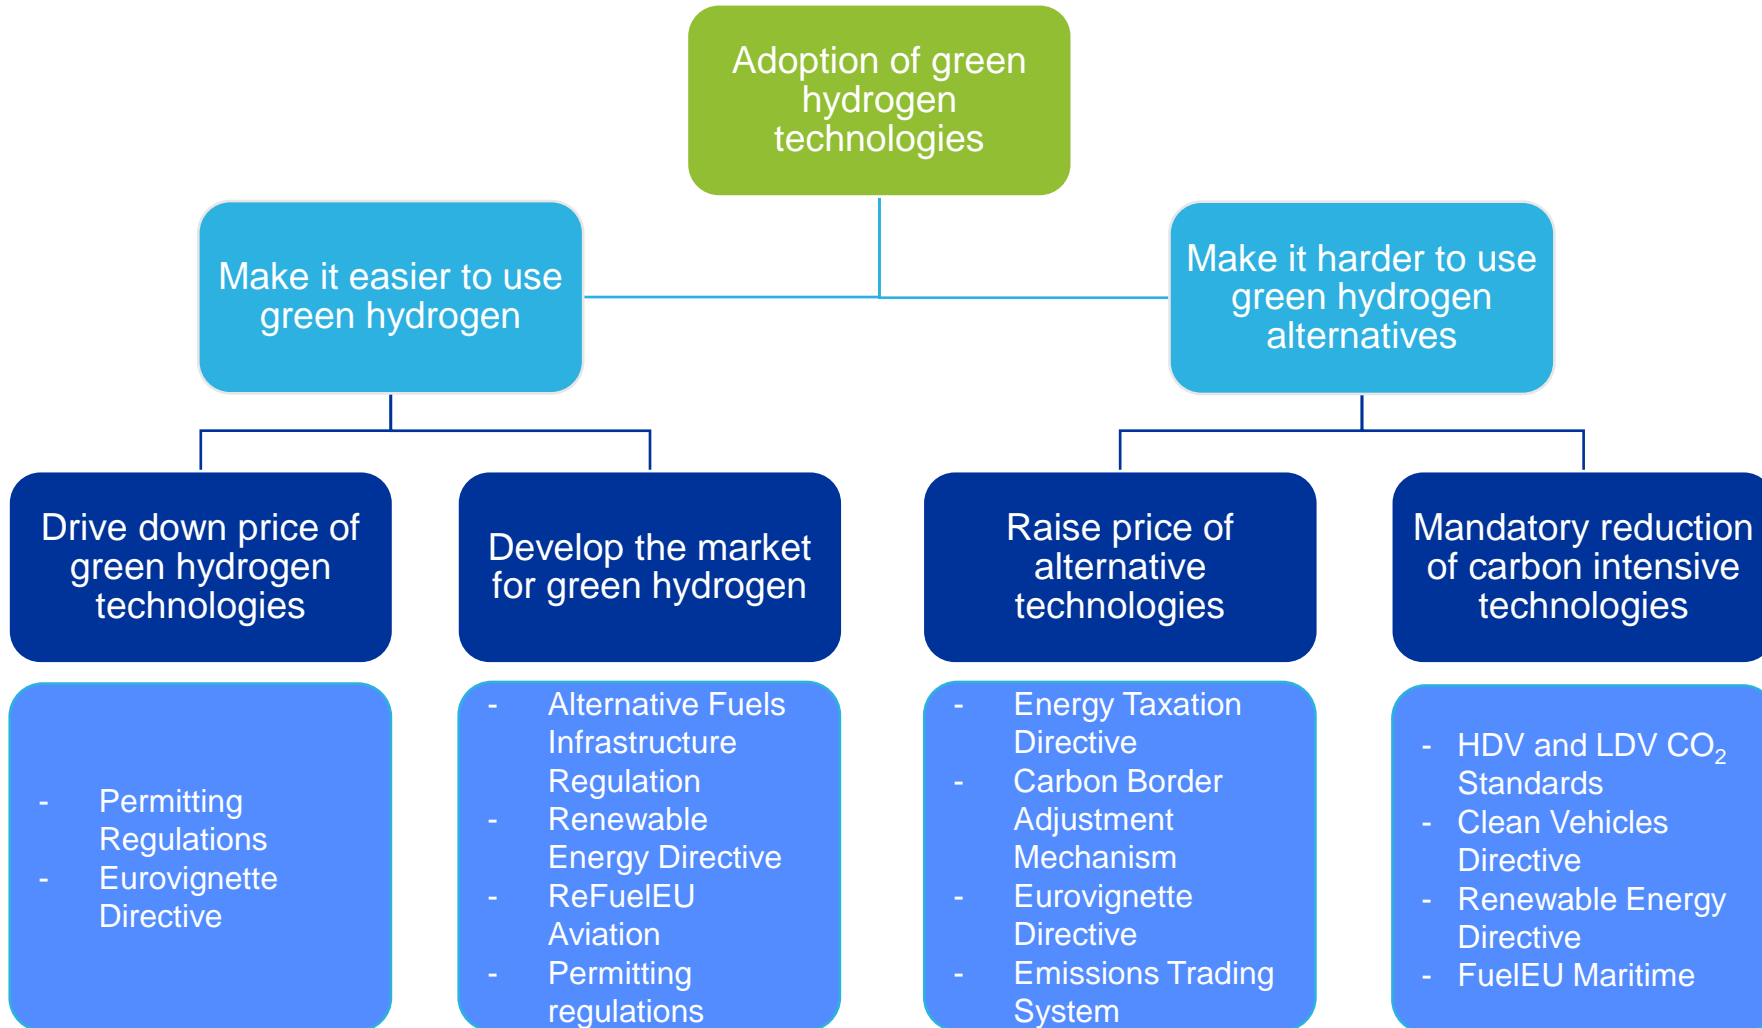 Adoption of green
hydrogen
technologies
Make it easier to use
green hydrogen
Make it harder to use
green hydrogen
alternatives
Drive down price of
green hydrogen
technologies
Develop the market
for green hydrogen
Raise price of
alternative
technologies
Mandatory reduction
of carbon intensive
technologies
- Permitting
Regulations
- Eurovignette
Directive
- Alternative Fuels
Infrastructure
Regulation
- Renewable
Energy Directive
- ReFuelEU
Aviation
- Permitting
regulations
- Energy Taxation
Directive
- Carbon Border
Adjustment
Mechanism
- Eurovignette
Directive
- Emissions Trading
System
- HDV and LDV CO₂
Standards
- Clean Vehicles
Directive
- Renewable Energy
Directive
- FuelEU Maritime